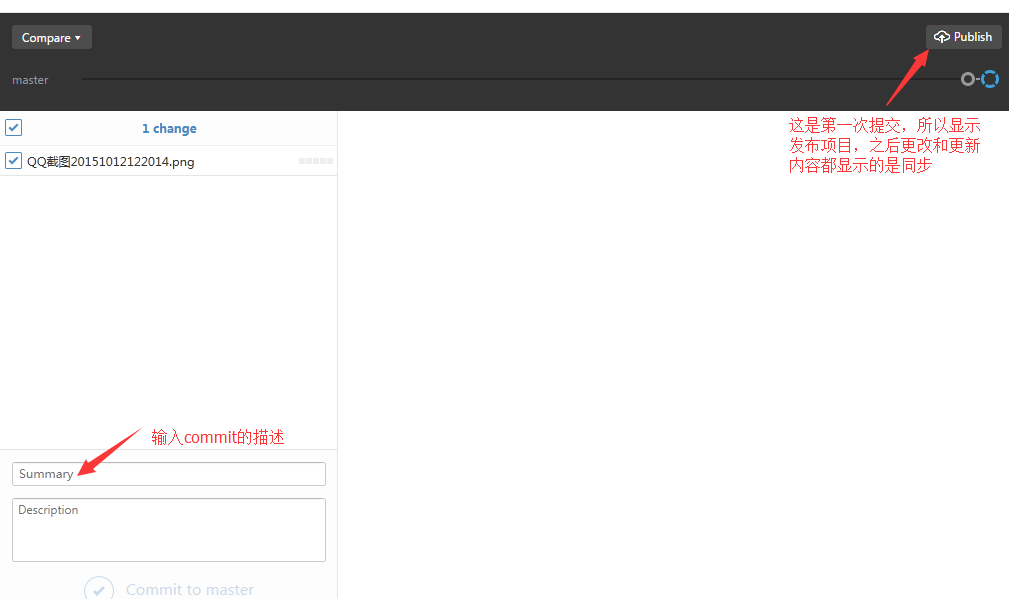 Compare
Publish
master
这是第一次提交，所以显示
发布项目，之后更改和更新
内容都显示的是同步
1 change
QQ截图20151012122014.png
输入commit的描述
Summary
Description
Commit to master